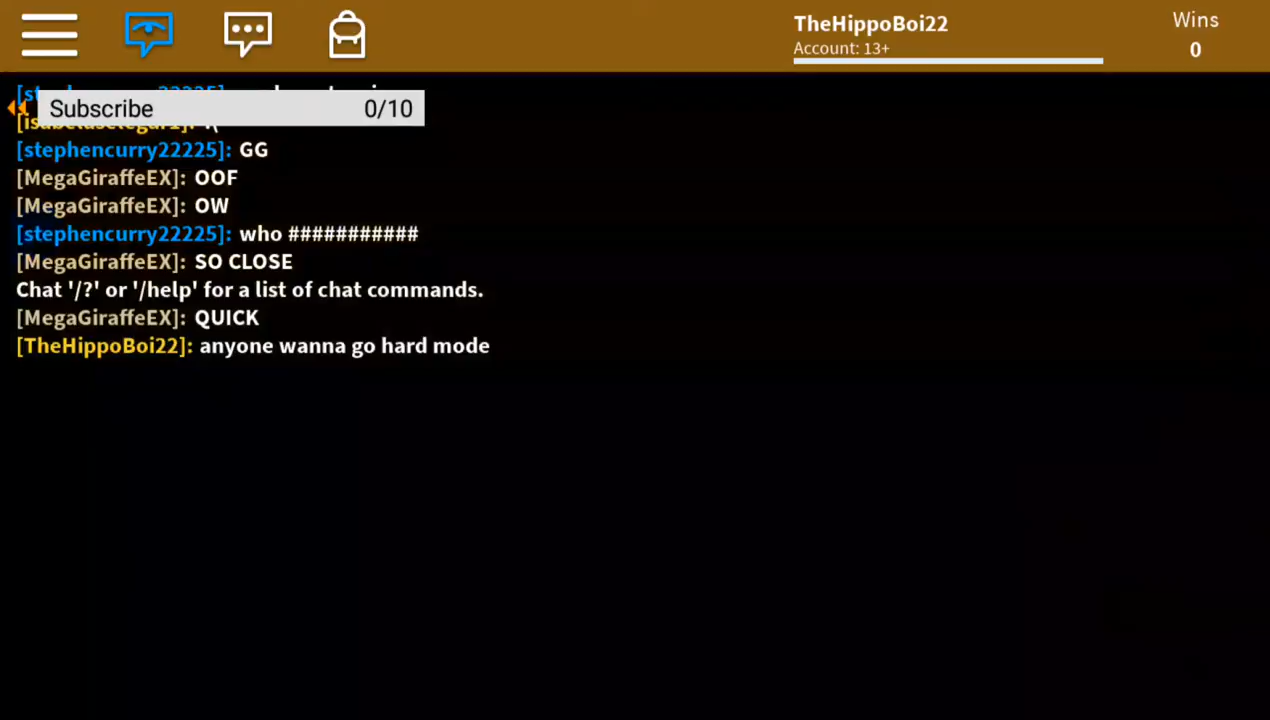 TheHippoBoi22
Account: 13+
Wins
0
Subscribe 0/10
[stephencurry22225]: GG
[MegaGiraffeEX]: OOF
[MegaGiraffeEX]: OW
[stephencurry22225]: who ###########
[MegaGiraffeEX]: SO CLOSE
Chat '/?' or '/help' for a list of chat commands.
[MegaGiraffeEX]: QUICK
[TheHippoBoi22]: anyone wanna go hard mode